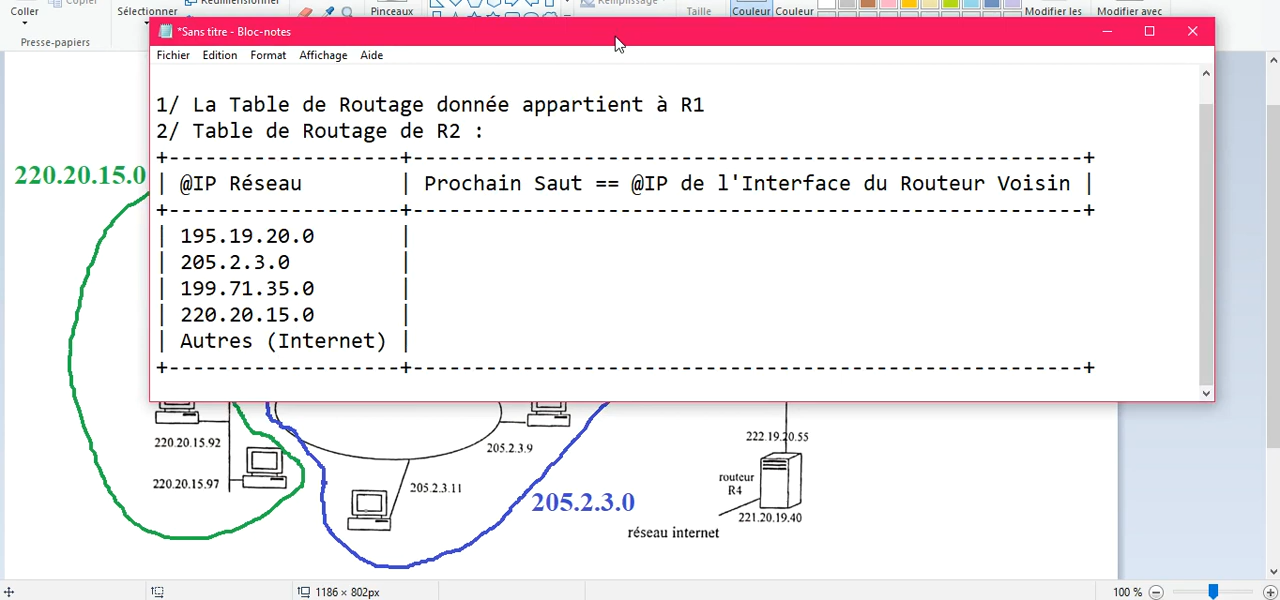 Coller
Copier
Sélectionner
Redimensionner
Pinceaux
Remplissage
Taille
Couleur
Couleur
Modifier les
Modifier avec
Presse-papiers
*Sans titre - Bloc-notes
Fichier Edition Format Affichage Aide
1/ La Table de Routage donnée appartient à R1
2/ Table de Routage de R2 :
+-------------------+-------------------------------------------------------+
| @IP Réseau | Prochain Saut == @IP de l'Interface du Routeur Voisin |
+-------------------+-------------------------------------------------------+
| 195.19.20.0 |
| 205.2.3.0 |
| 199.71.35.0 |
| 220.20.15.0 |
| Autres (Internet) |
+-------------------+-------------------------------------------------------+
220.20.15.0
220.20.15.92
205.2.3.9
222.19.20.55
220.20.15.97
205.2.3.11
205.2.3.0
routeur
R4
221.20.19.40
réseau internet
1186 × 802px
100 %